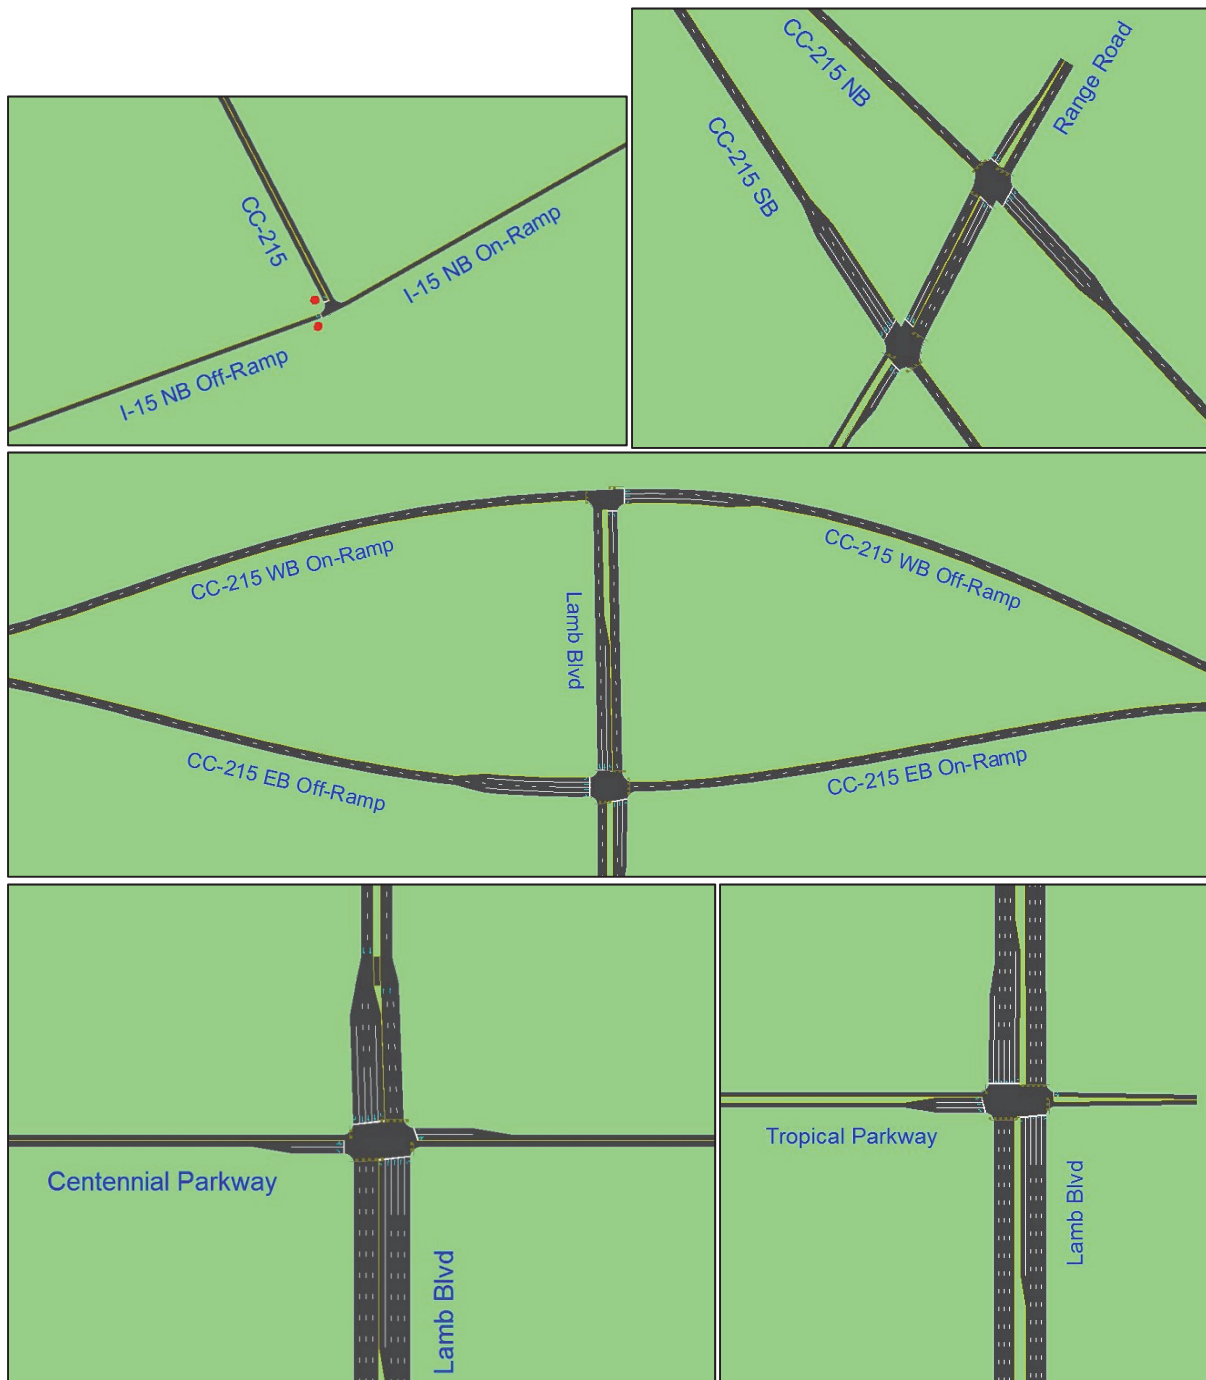 CC-215
I-15 NB On-Ramp
I-15 NB Off-Ramp
CC-215 NB
Range Road
CC-215 SB
CC-215 WB On-Ramp
CC-215 WB Off-Ramp
Lamb Blvd
CC-215 EB Off-Ramp
CC-215 EB On-Ramp
Centennial Parkway
Lamb Blvd
Tropical Parkway
Lamb Blvd